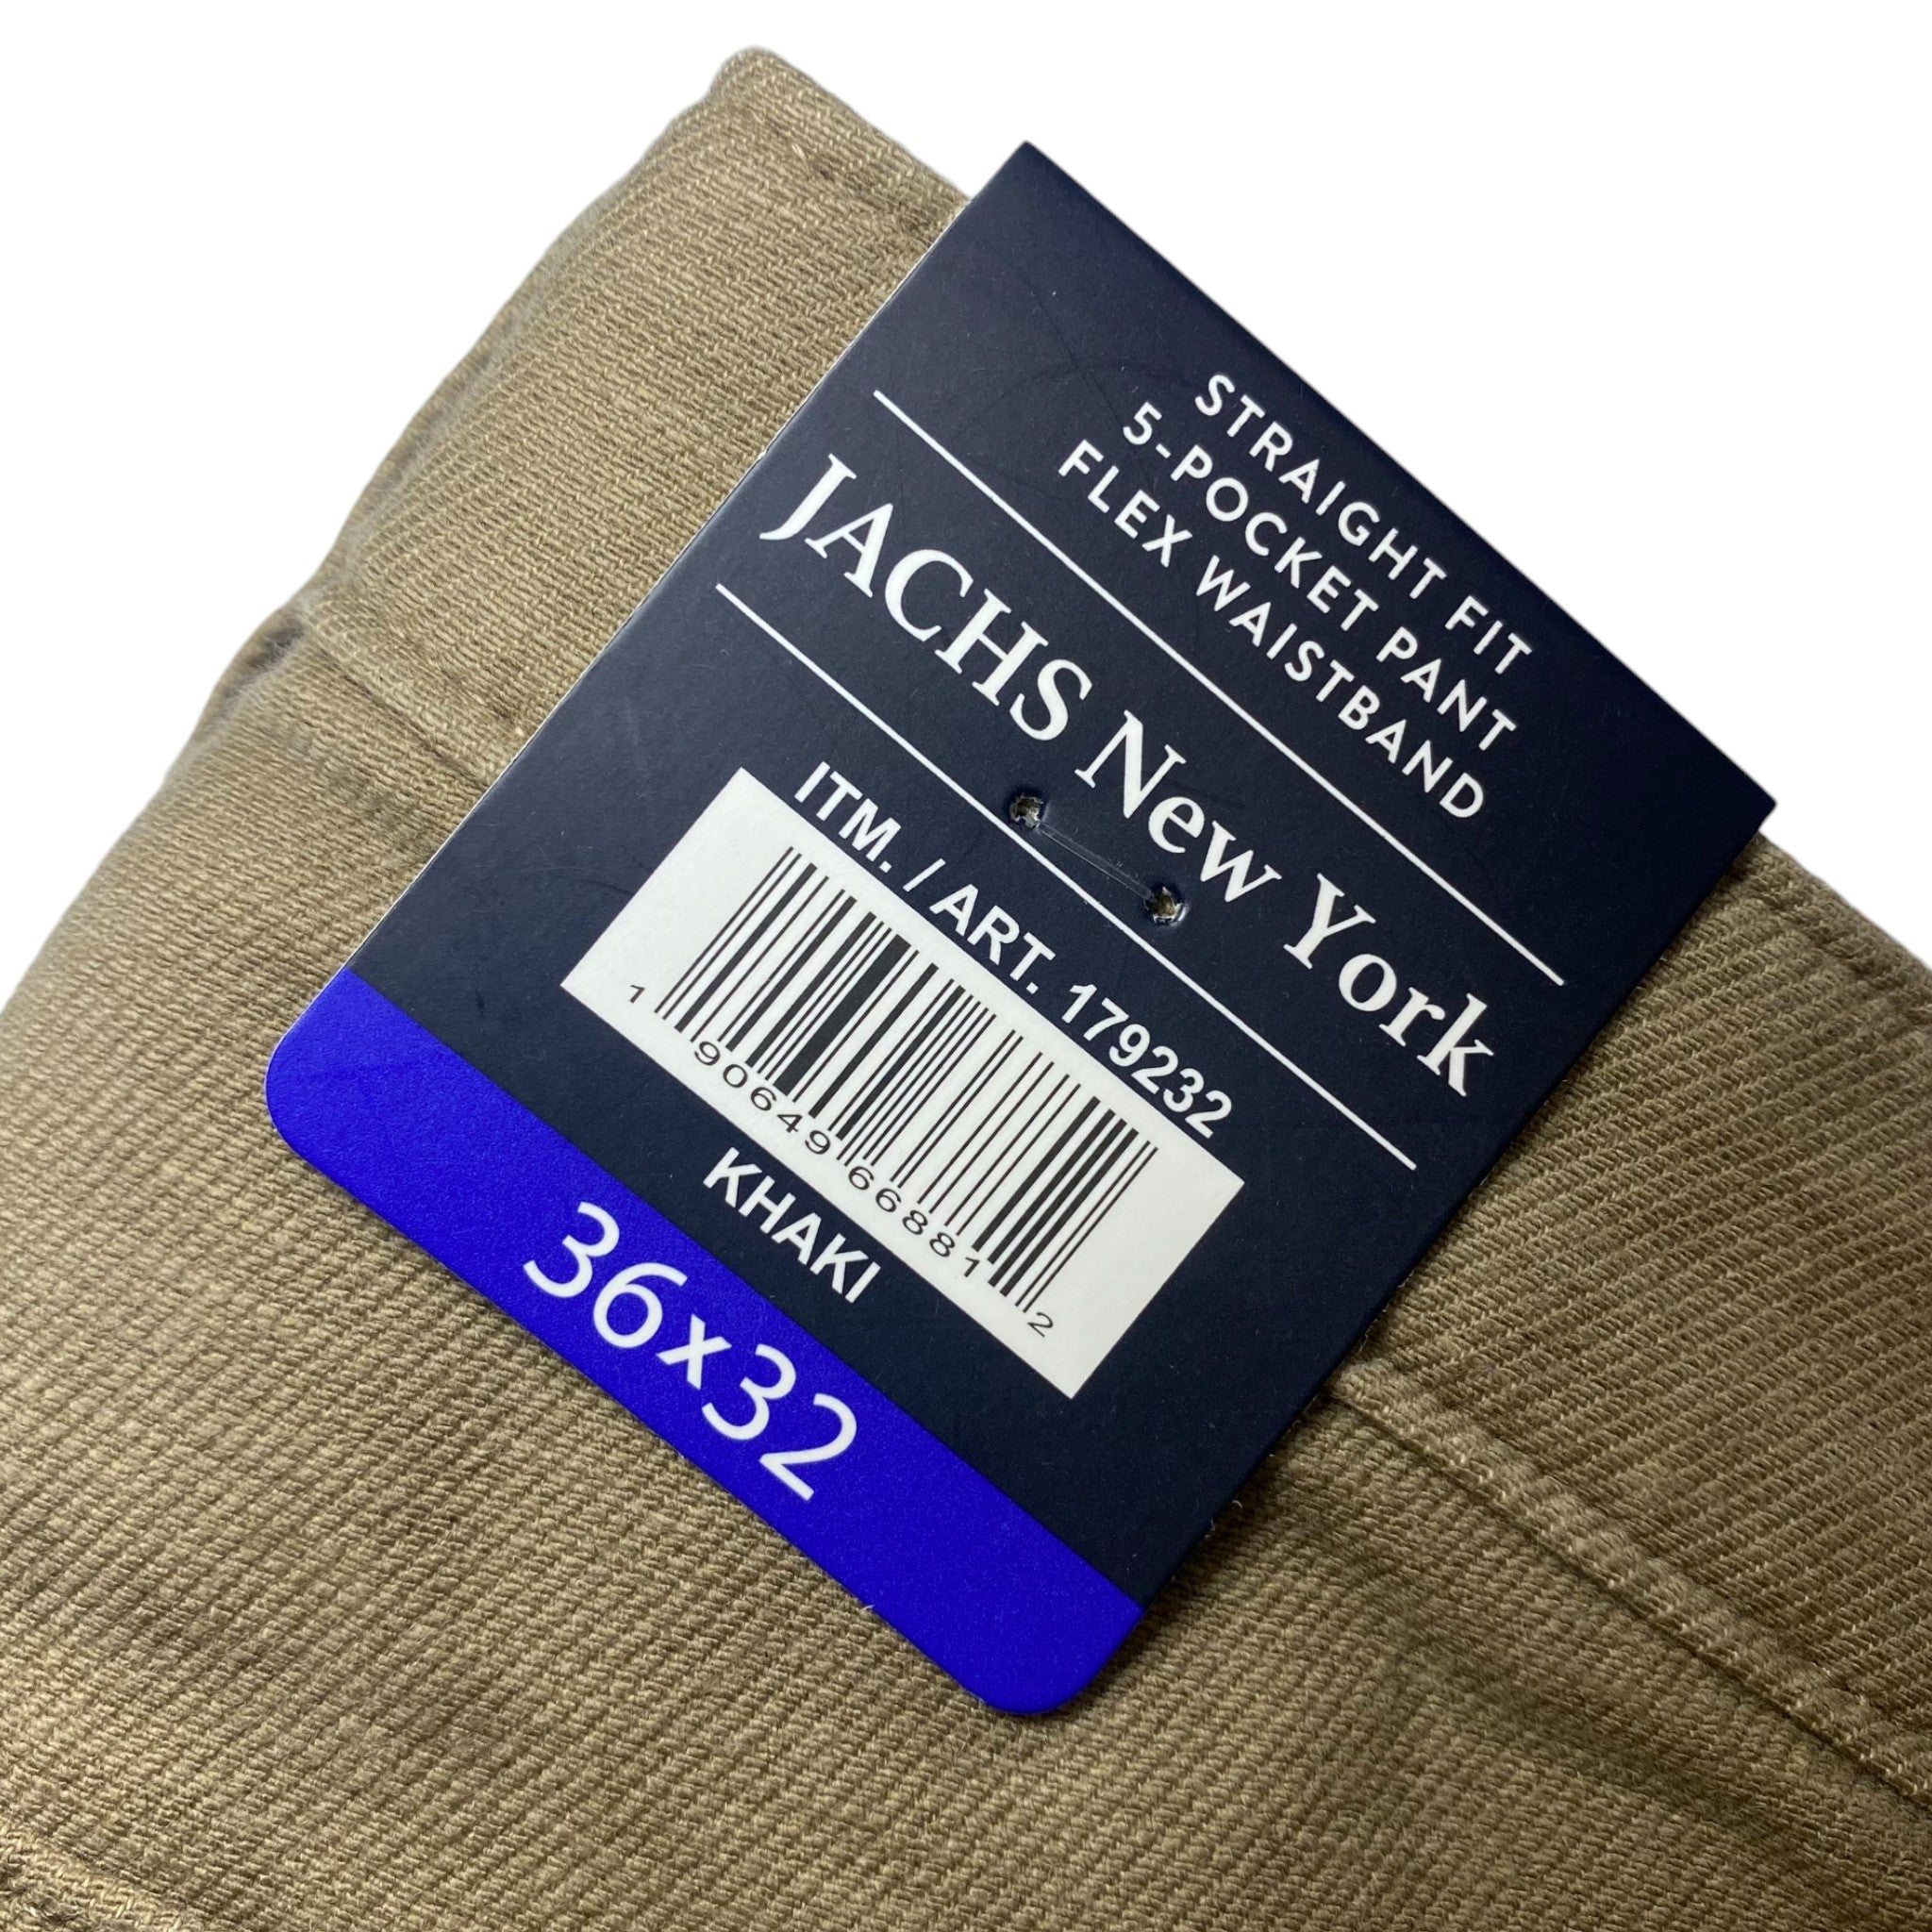 STRAIGHT FIT
5-POCKET PANT
FLEX WAISTBAND
JACHS New York
ITM. / ART. 179232
1 90649 66881 2
KHAKI
36x32